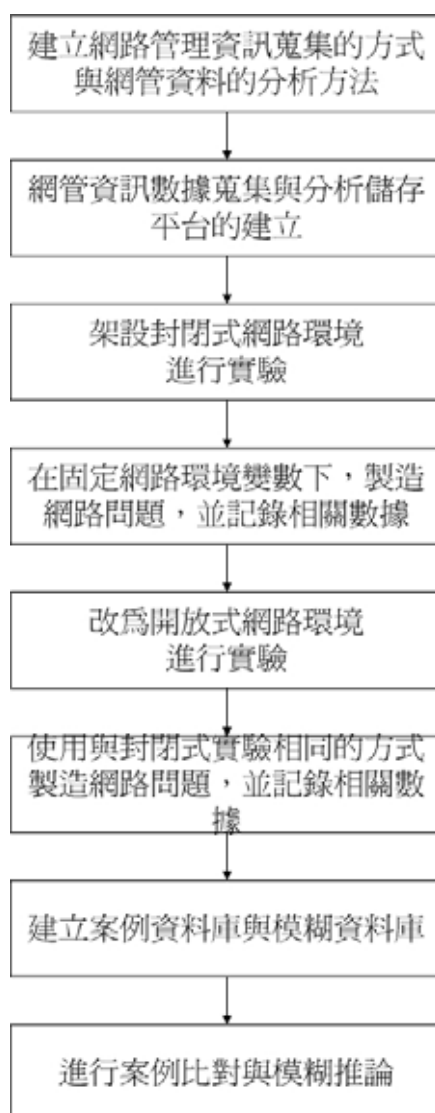 建立網路管理資訊蒐集的方式
與網管資料的分析方法
網管資訊數據蒐集與分析儲存
平台的建立
架設封閉式網路環境
進行實驗
在固定網路環境變數下，製造
網路問題，並記錄相關數據
改為開放式網路環境
進行實驗
使用與封閉式實驗相同的方式
製造網路問題，並記錄相關數
據
建立案例資料庫與模糊資料庫
進行案例比對與模糊推論